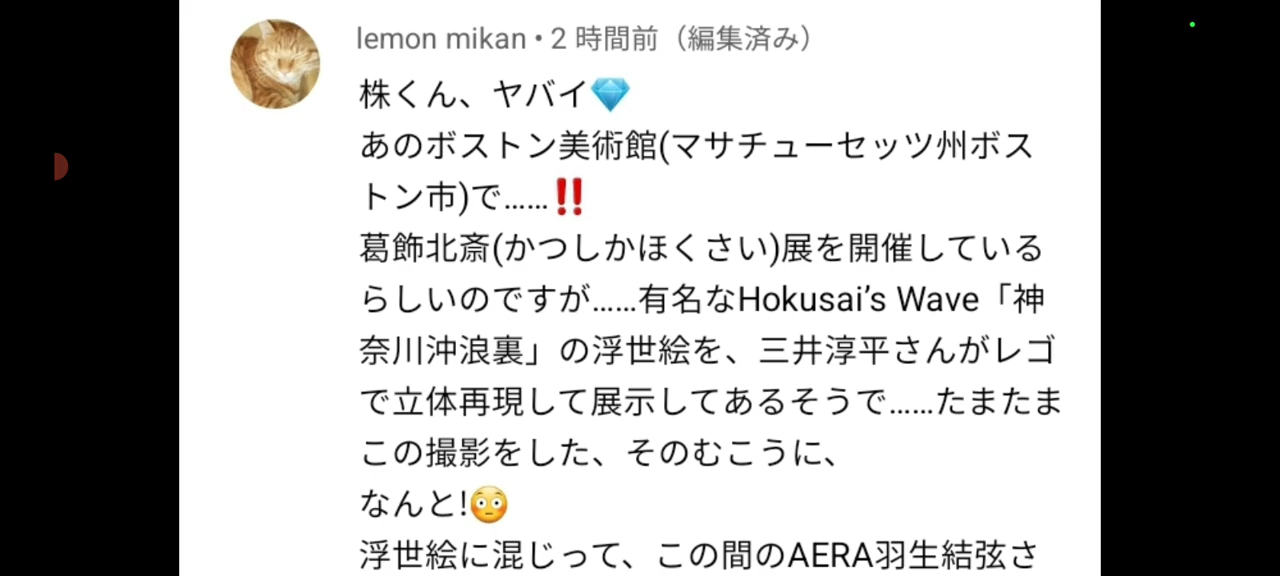 lemon mikan • 2 時間前（編集済み）
株くん、ヤバイ💎
あのボストン美術館(マサチューセッツ州ボス
トン市)で……‼️
葛飾北斎(かつしかほくさい)展を開催している
らしいのですが……有名なHokusai’s Wave「神
奈川沖浪裏」の浮世絵を、三井淳平さんがレゴ
で立体再現して展示してあるそうで……たまたま
この撮影をした、そのむこうに、
なんと!😳
浮世絵に混じって、この間のAERA羽生結弦さ